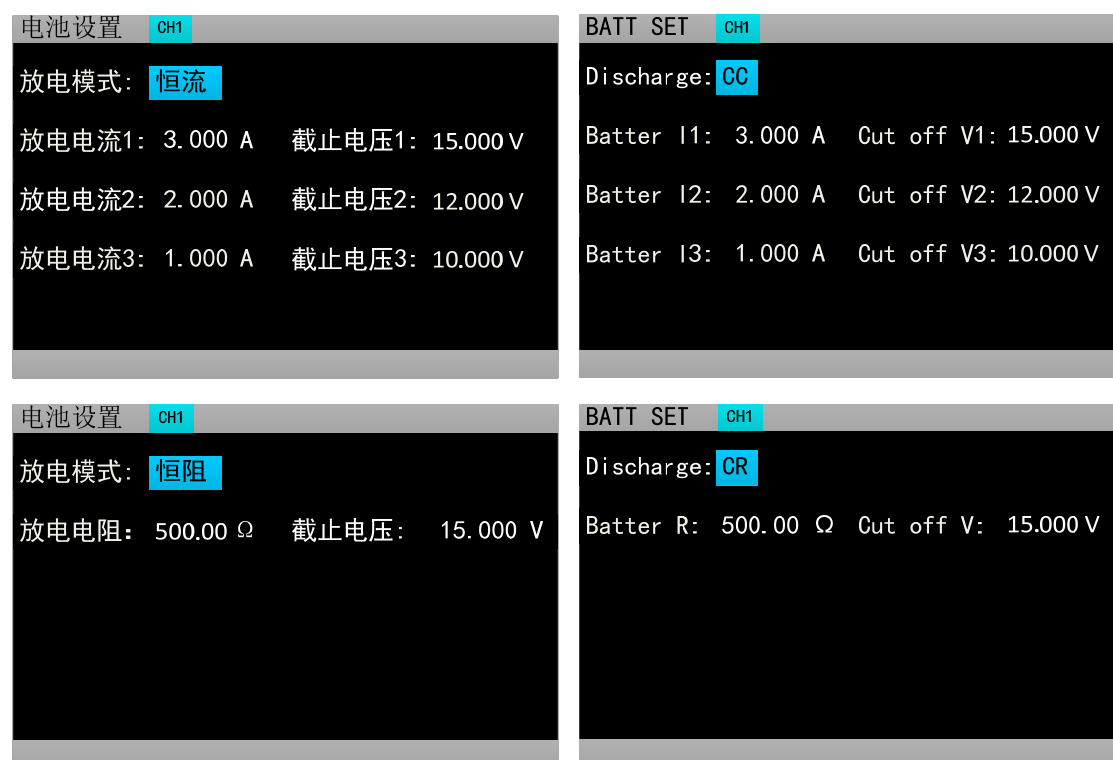 电池设置 CH1
放电模式: 恒流
放电电流1: 3.000 A 截止电压1: 15.000 V
放电电流2: 2.000 A 截止电压2: 12.000 V
放电电流3: 1.000 A 截止电压3: 10.000 V
BATT SET CH1
Discharge: CC
Batter I1: 3.000 A Cut off V1: 15.000 V
Batter I2: 2.000 A Cut off V2: 12.000 V
Batter I3: 1.000 A Cut off V3: 10.000 V
电池设置 CH1
放电模式: 恒阻
放电电阻: 500.00 Ω 截止电压: 15.000 V
BATT SET CH1
Discharge: CR
Batter R: 500.00 Ω Cut off V: 15.000 V